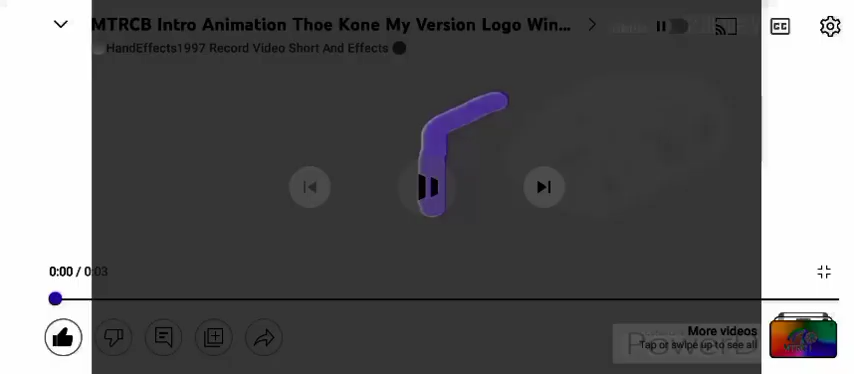 MTRCB Intro Animation Thoe Kone My Version Logo Win...
HandEffects1997 Record Video Short And Effects
CC
0:00 / 0:03
More videos
Tap or swipe up to see all